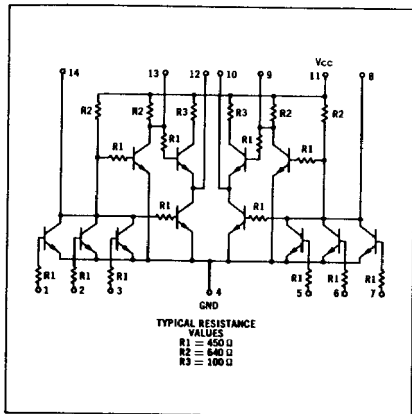 14 13 12 10 9 Vcc 11 8
R2 R2 R3 R3 R2 R2
R1 R1
R1 R1
R1 R1
R1 R1 R1 R1 R1 R1
1 2 3 4 5 6 7
GND
TYPICAL RESISTANCE
VALUES
R1 = 450 Ω
R2 = 640 Ω
R3 = 100 Ω